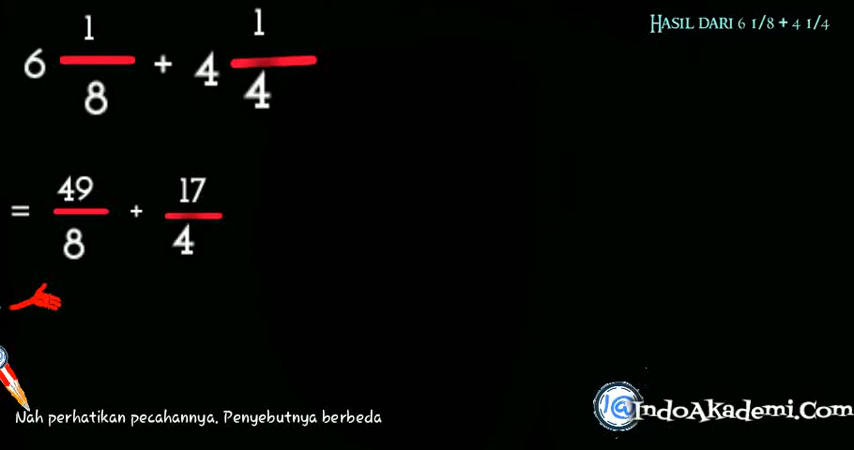 HASIL DARI 6 1/8 + 4 1/4
6 1/8 + 4 1/4
= 49/8 + 17/4
Nah perhatikan pecahannya. Penyebutnya berbeda
IndoAkademi.Com